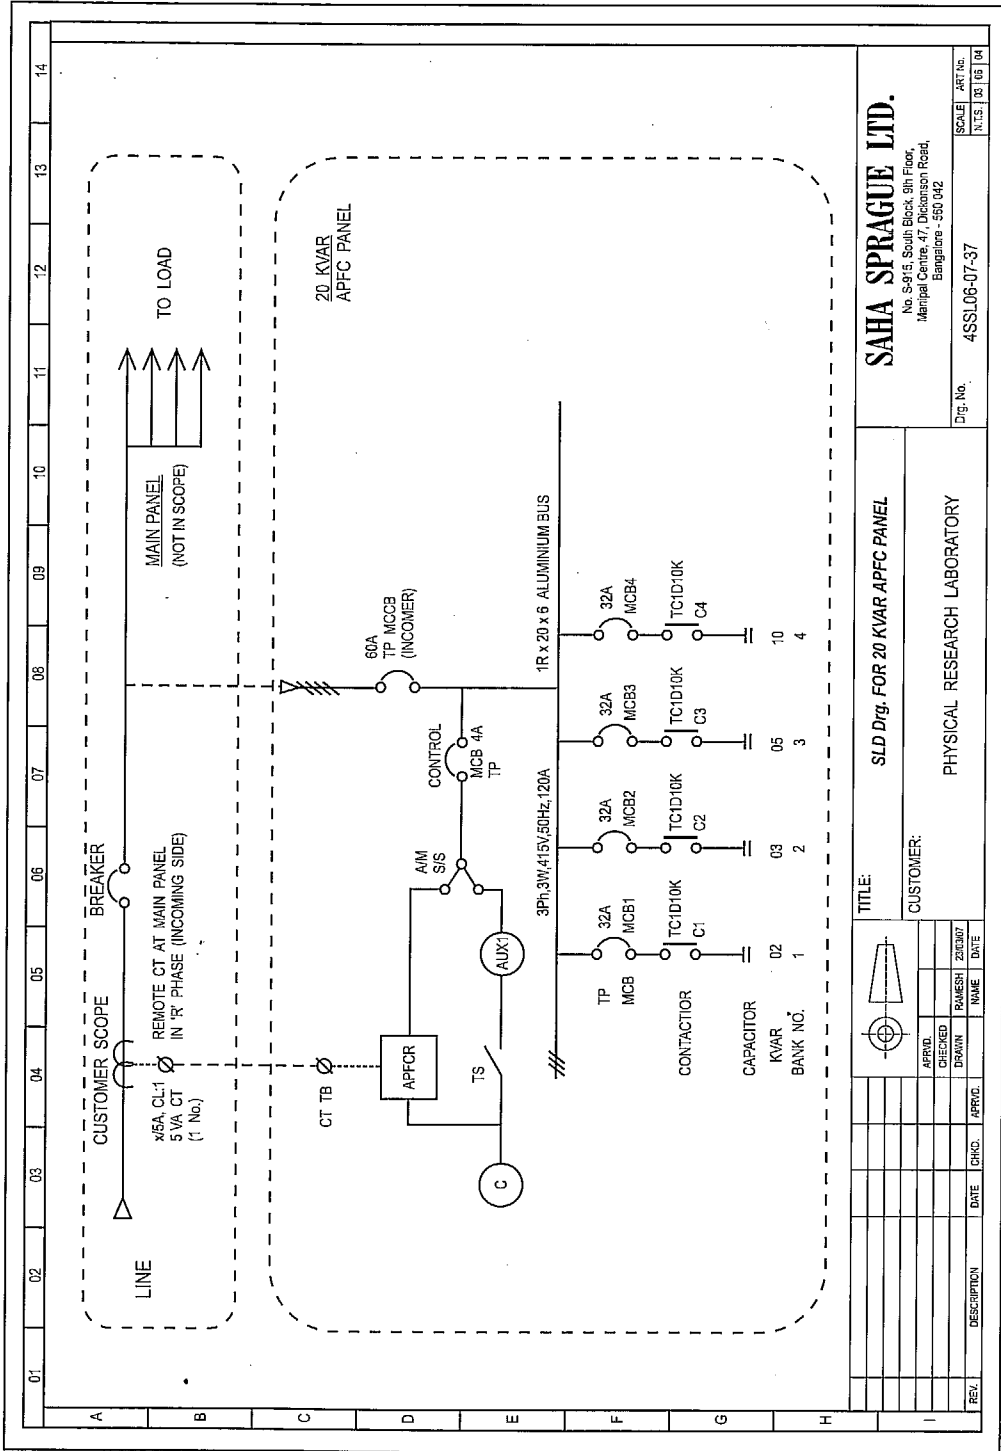 01 02 03 04 05 06 07 08 09 10 11 12 13 14
A
B
C
D
E
F
G
H
I
CUSTOMER SCOPE
BREAKER
LINE
x/5A, CL:1
5 VA CT
(1 No.)
REMOTE CT AT MAIN PANEL
IN 'R' PHASE (INCOMING SIDE)
MAIN PANEL
(NOT IN SCOPE)
TO LOAD
20 KVAR
APFC PANEL
CT TB
60A
TP MCCB
(INCOMER)
APFCR
A/M
S/S
CONTROL
MCB 4A
TP
C
TS
AUX1
3Ph,3W,415V,50Hz,120A
1R x 20 x 6 ALUMINIUM BUS
TP
MCB
32A
MCB1
32A
MCB2
32A
MCB3
32A
MCB4
CONTACTIOR
TC1D10K
C1
TC1D10K
C2
TC1D10K
C3
TC1D10K
C4
CAPACITOR
KVAR 02 03 05 10
BANK NO. 1 2 3 4
REV. DESCRIPTION DATE CHKD. APRVD.
APRVD.
CHECKED
DRAWN RAMESH 23/03/07
NAME DATE
TITLE:
SLD Drg. FOR 20 KVAR APFC PANEL
CUSTOMER:
PHYSICAL RESEARCH LABORATORY
SAHA SPRAGUE LTD.
No. S-915, South Block, 9th Floor,
Manipal Centre, 47, Dickonson Road,
Bangalore - 560 042
Drg. No.
4SSL06-07-37
SCALE ART No.
N.T.S. 03 06 04